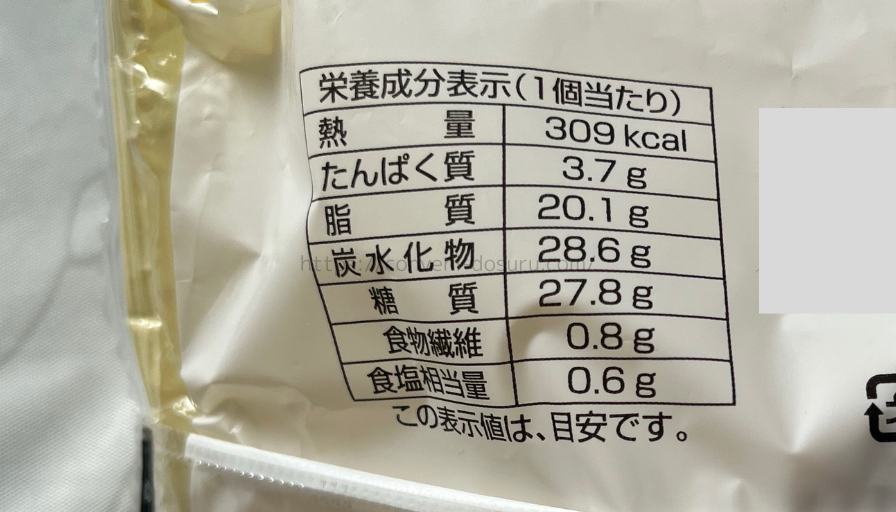 栄養成分表示(1個当たり)
熱量 309 kcal
たんぱく質 3.7 g
脂質 20.1 g
炭水化物 28.6 g
糖質 27.8 g
食物繊維 0.8 g
食塩相当量 0.6 g
この表示値は、目安です。